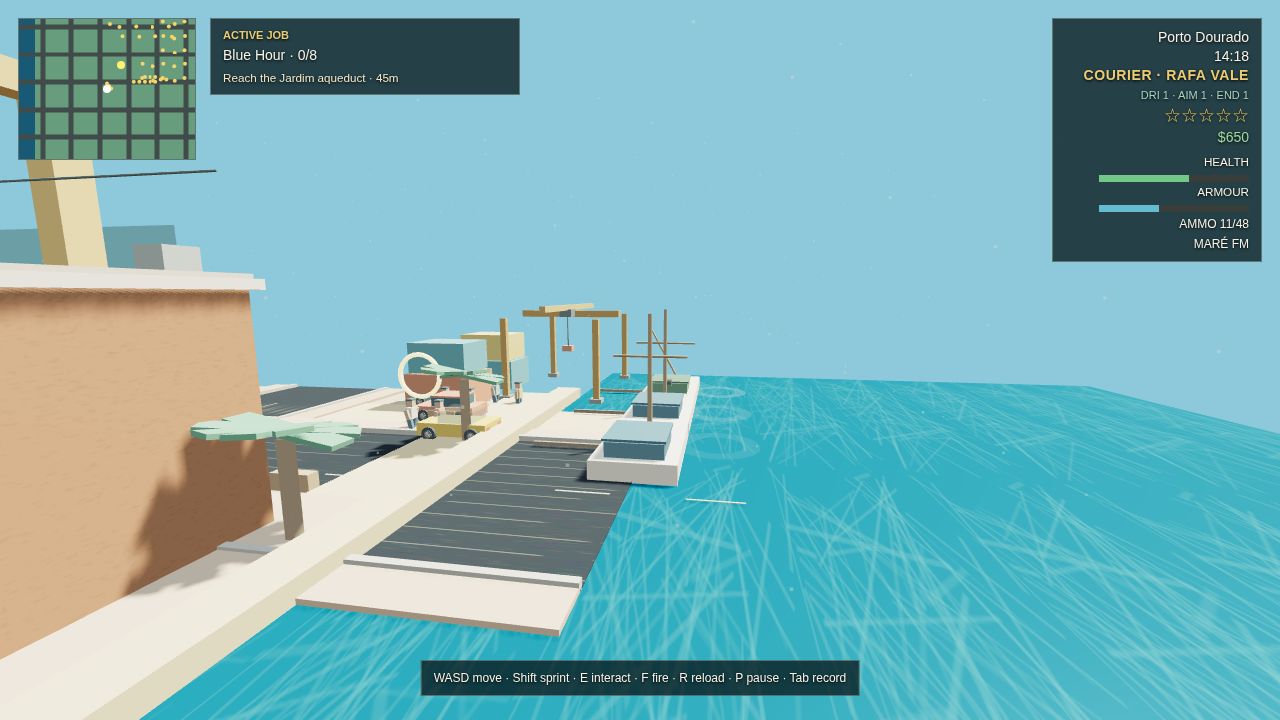 ACTIVE JOB
Blue Hour · 0/8
Reach the Jardim aqueduct · 45m
Porto Dourado
14:18
COURIER · RAFA VALE
DRI 1 · AIM 1 · END 1
☆☆☆☆☆
$650
HEALTH
ARMOUR
AMMO 11/48
MARÉ FM
WASD move · Shift sprint · E interact · F fire · R reload · P pause · Tab record